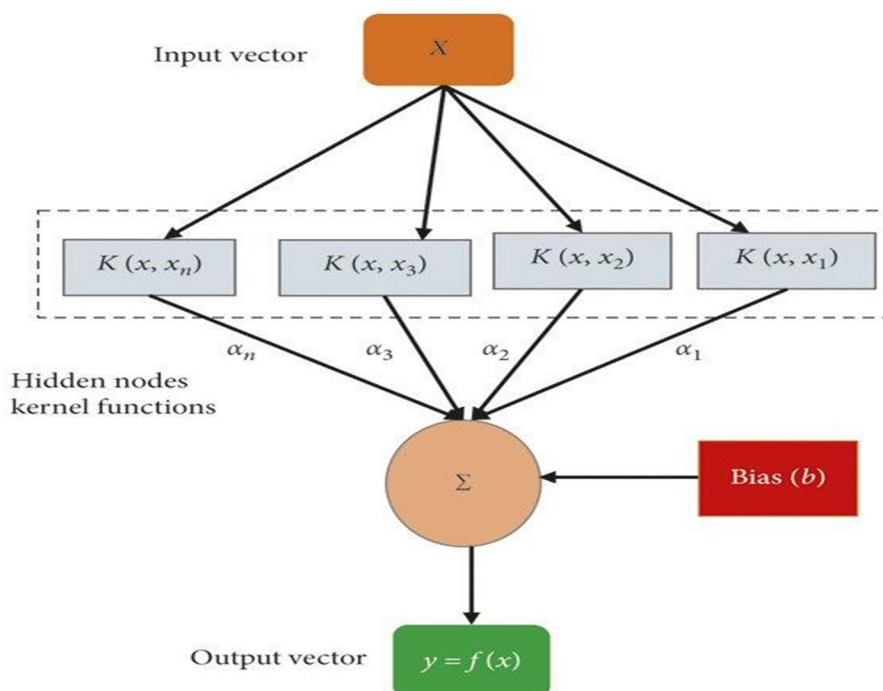 Input vector
X
K (x, xₙ)
K (x, x₃)
K (x, x₂)
K (x, x₁)
αₙ
α₃
α₂
α₁
Hidden nodes
kernel functions
Σ
Bias (b)
Output vector
y = f (x)